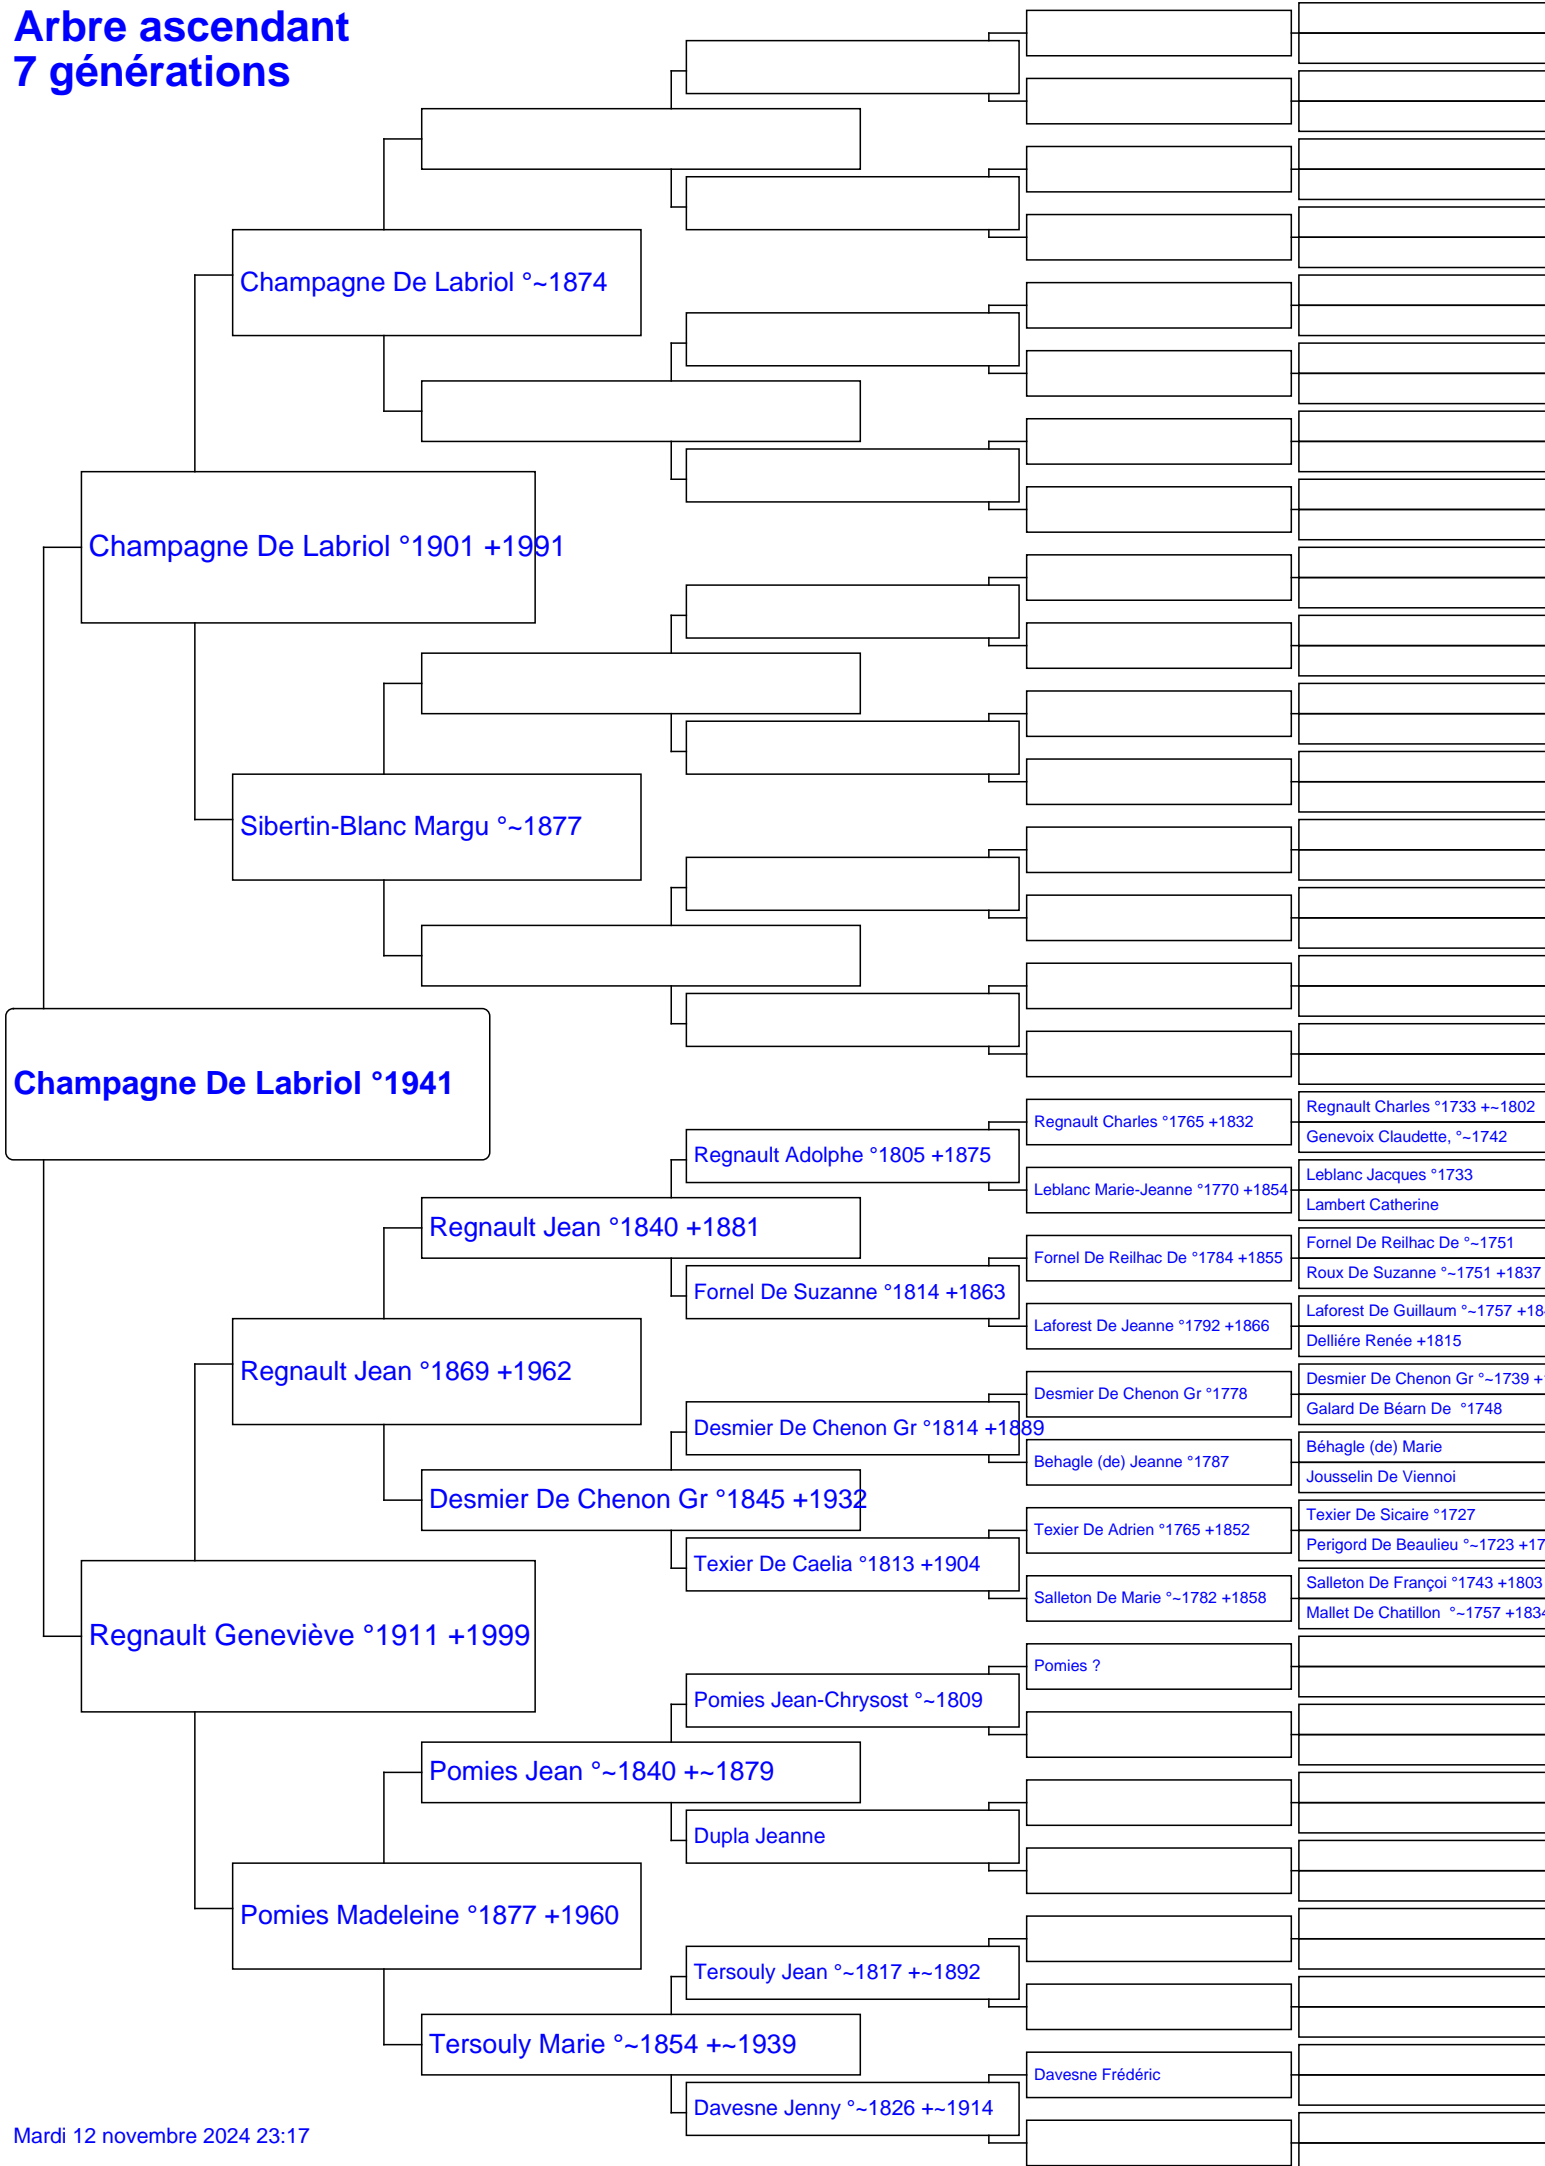 Arbre ascendant
7 générations
Champagne De Labriol °~1874
Champagne De Labriol °1901 +1991
Sibertin-Blanc Margu °~1877
Champagne De Labriol °1941
Regnault Charles °1733 +~1802
Regnault Charles °1765 +1832
Genevoix Claudette, °~1742
Regnault Adolphe °1805 +1875
Leblanc Jacques °1733
Leblanc Marie-Jeanne °1770 +1854
Lambert Catherine
Regnault Jean °1840 +1881
Fornel De Reilhac De °~1751
Fornel De Reilhac De °1784 +1855
Roux De Suzanne °~1751 +1837
Fornel De Suzanne °1814 +1863
Laforest De Guillaum °~1757 +18
Laforest De Jeanne °1792 +1866
Delliére Renée +1815
Regnault Jean °1869 +1962
Desmier De Chenon Gr °~1739 +
Desmier De Chenon Gr °1778
Galard De Béarn De °1748
Desmier De Chenon Gr °1814 +1889
Béhagle (de) Marie
Behagle (de) Jeanne °1787
Jousselin De Viennoi
Desmier De Chenon Gr °1845 +1932
Texier De Sicaire °1727
Texier De Adrien °1765 +1852
Perigord De Beaulieu °~1723 +17
Texier De Caelia °1813 +1904
Salleton De Françoi °1743 +1803
Salleton De Marie °~1782 +1858
Mallet De Chatillon °~1757 +1834
Regnault Geneviève °1911 +1999
Pomies ?
Pomies Jean-Chrysost °~1809
Pomies Jean °~1840 +~1879
Dupla Jeanne
Pomies Madeleine °1877 +1960
Tersouly Jean °~1817 +~1892
Tersouly Marie °~1854 +~1939
Davesne Frédéric
Davesne Jenny °~1826 +~1914
Mardi 12 novembre 2024 23:17